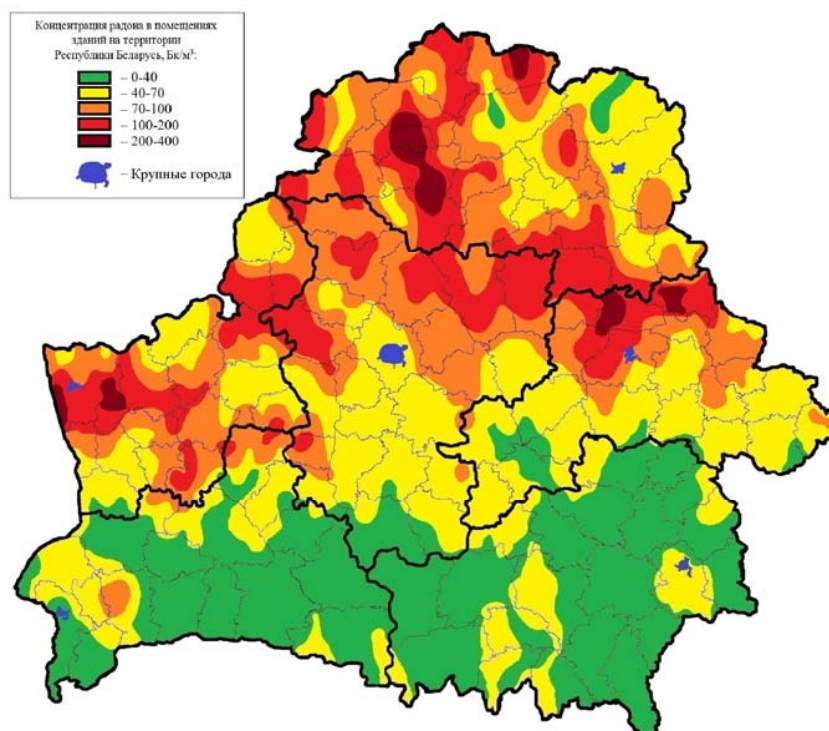 Концентрация радона в помещениях
зданий на территории
Республики Беларусь, Бк/м³:
– 0-40
– 40-70
– 70-100
– 100-200
– 200-400
– Крупные города